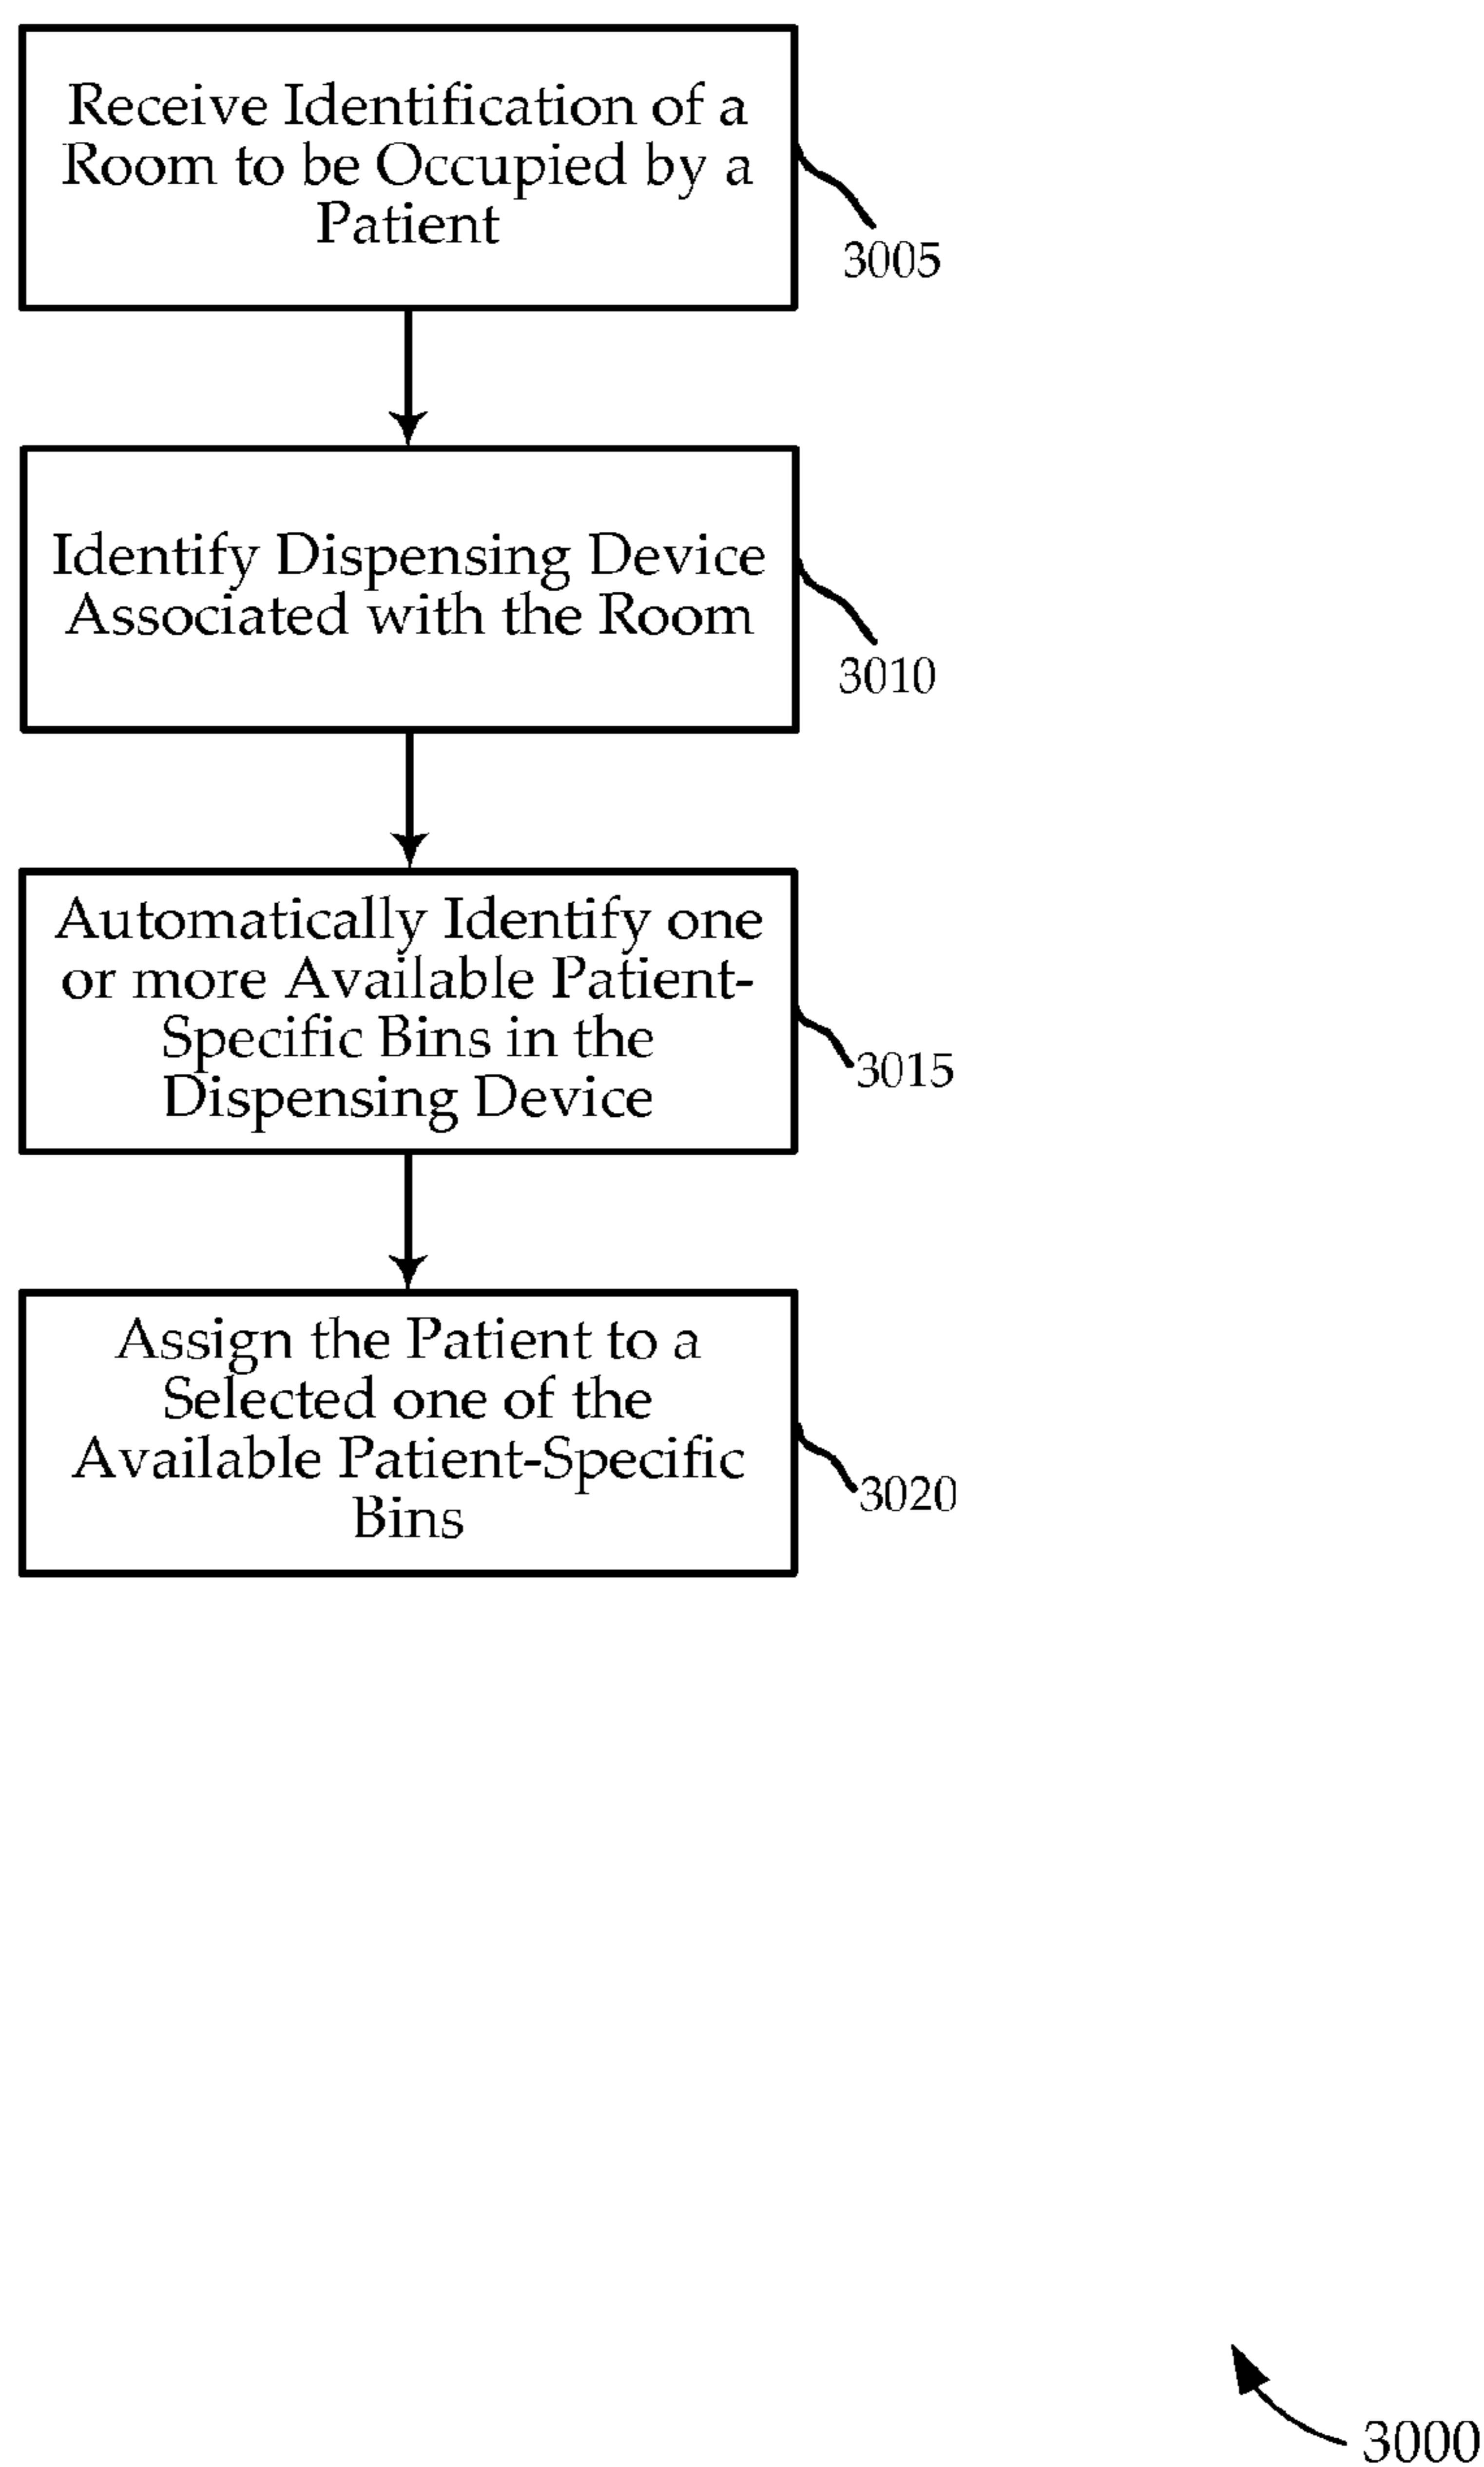 Receive Identification of a
Room to be Occupied by a
Patient
3005
Identify Dispensing Device
Associated with the Room
3010
Automatically Identify one
or more Available Patient-
Specific Bins in the
Dispensing Device
3015
Assign the Patient to a
Selected one of the
Available Patient-Specific
Bins
3020
3000